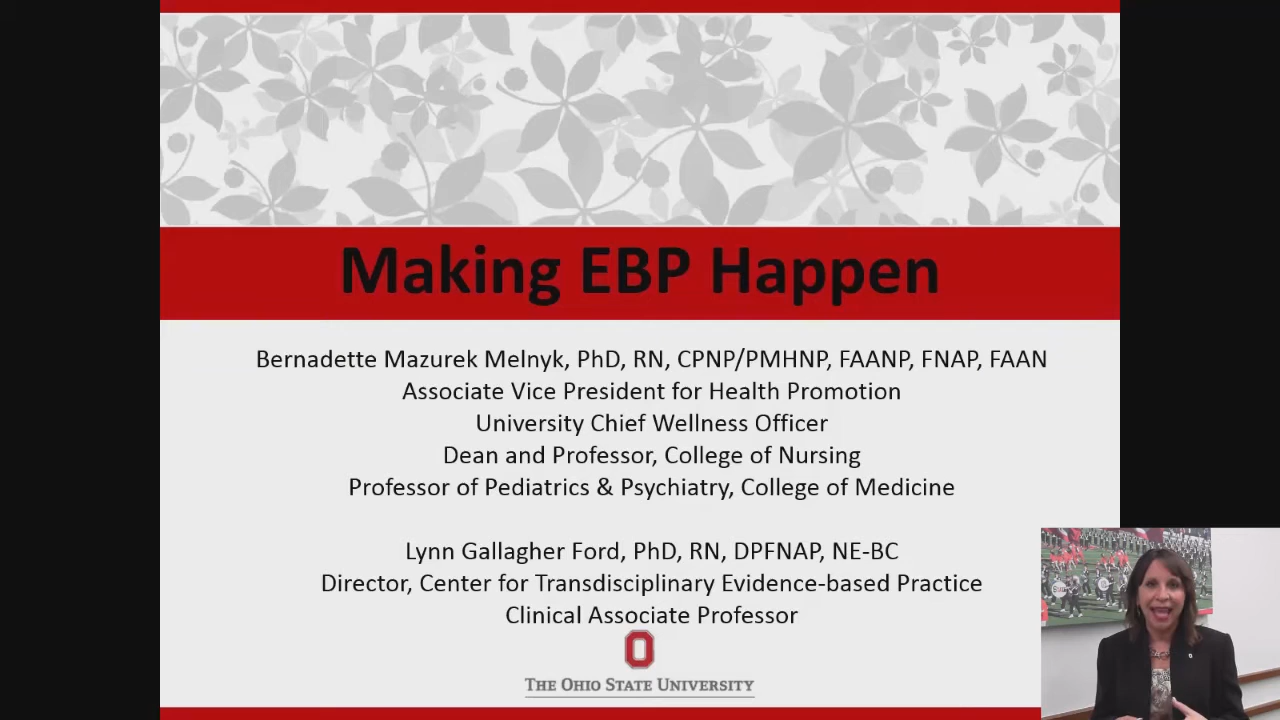 Making EBP Happen
Bernadette Mazurek Melnyk, PhD, RN, CPNP/PMHNP, FAANP, FNAP, FAAN
Associate Vice President for Health Promotion
University Chief Wellness Officer
Dean and Professor, College of Nursing
Professor of Pediatrics & Psychiatry, College of Medicine
Lynn Gallagher Ford, PhD, RN, DPFNAP, NE-BC
Director, Center for Transdisciplinary Evidence-based Practice
Clinical Associate Professor
THE OHIO STATE UNIVERSITY